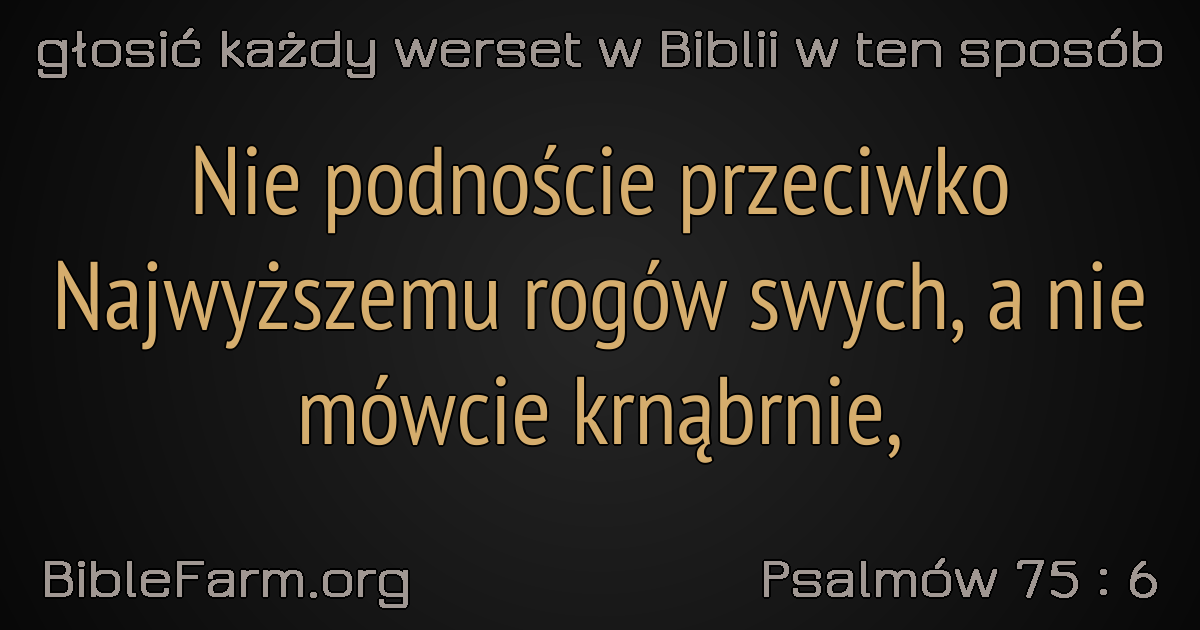 głosić każdy werset w Biblii w ten sposób
Nie podnoście przeciwko
Najwyższemu rogów swych, a nie
mówcie krnąbrnie,
BibleFarm.org
Psalmów 75 : 6